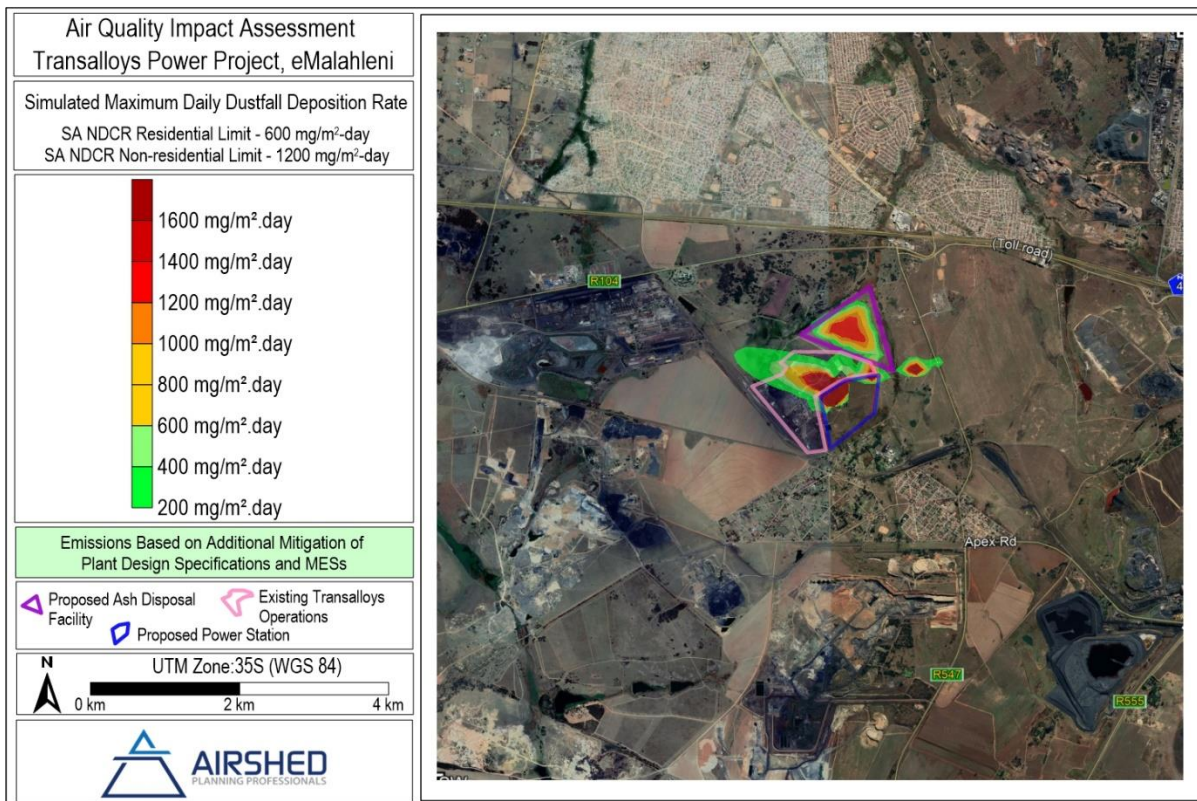 Air Quality Impact Assessment
Transalloys Power Project, eMalahleni
Simulated Maximum Daily Dustfall Deposition Rate
SA NDCR Residential Limit - 600 mg/m²-day
SA NDCR Non-residential Limit - 1200 mg/m²-day
1600 mg/m².day
1400 mg/m².day
1200 mg/m².day
1000 mg/m².day
800 mg/m².day
600 mg/m².day
400 mg/m².day
200 mg/m².day
Emissions Based on Additional Mitigation of
Plant Design Specifications and MESs
Proposed Ash Disposal
Facility
Existing Transalloys
Operations
Proposed Power Station
N
UTM Zone:35S (WGS 84)
0 km
2 km
4 km
AIRSHED
PLANNING PROFESSIONALS
(Toll road)
R104
4
Apex Rd
R547
R555